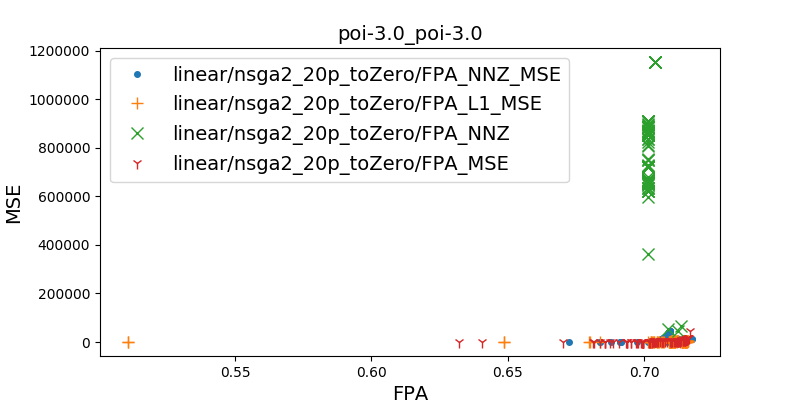 poi-3.0_poi-3.0
1200000
1000000
800000
600000
400000
200000
0
MSE
linear/nsga2_20p_toZero/FPA_NNZ_MSE
linear/nsga2_20p_toZero/FPA_L1_MSE
linear/nsga2_20p_toZero/FPA_NNZ
linear/nsga2_20p_toZero/FPA_MSE
0.55 0.60 0.65 0.70
FPA